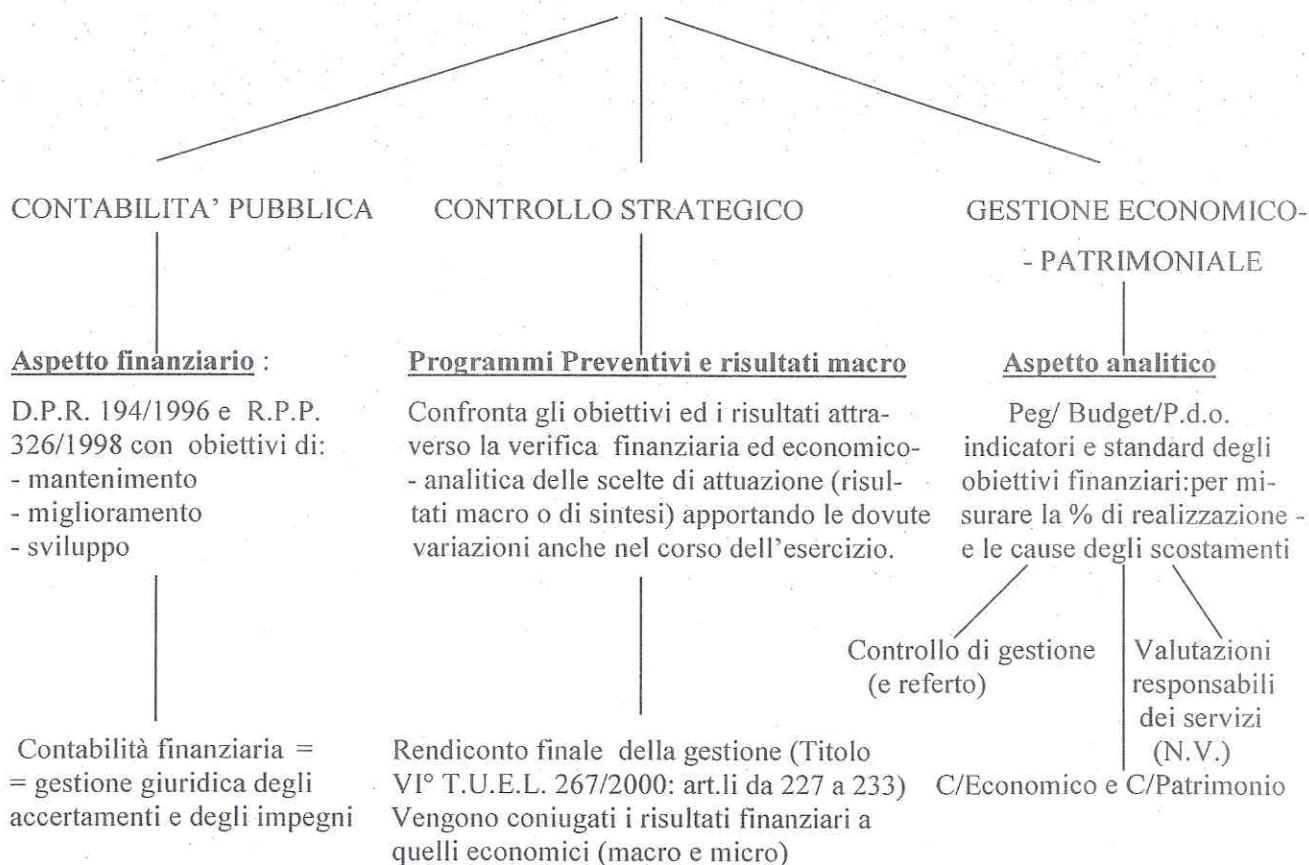 CONTABILITA' PUBBLICA
CONTROLLO STRATEGICO
GESTIONE ECONOMICO-
- PATRIMONIALE
Aspetto finanziario :
D.P.R. 194/1996 e R.P.P.
326/1998 con obiettivi di:
- mantenimento
- miglioramento
- sviluppo
Contabilità finanziaria =
= gestione giuridica degli
accertamenti e degli impegni
Programmi Preventivi e risultati macro
Confronta gli obiettivi ed i risultati attra-
verso la verifica finanziaria ed economico-
- analitica delle scelte di attuazione (risul-
tati macro o di sintesi) apportando le dovute
variazioni anche nel corso dell'esercizio.
Rendiconto finale della gestione (Titolo
VI° T.U.E.L. 267/2000: art.li da 227 a 233)
Vengono coniugati i risultati finanziari a
quelli economici (macro e micro)
Aspetto analitico
Peg/ Budget/P.d.o.
indicatori e standard degli
obiettivi finanziari:per mi-
surare la % di realizzazione -
e le cause degli scostamenti
Controllo di gestione
(e referto)
Valutazioni
responsabili
dei servizi
(N.V.)
C/Economico e C/Patrimonio